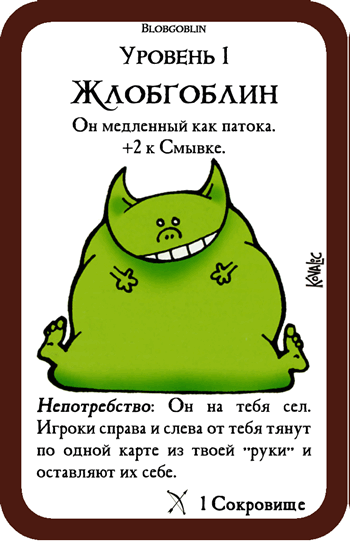 Blobgoblin
Уровень 1
Жлобгоблин
Он медленный как патока.
+2 к Смывке.
Kovalic
Непотребство: Он на тебя сел.
Игроки справа и слева от тебя тянут
по одной карте из твоей "руки" и
оставляют их себе.
1 Сокровище